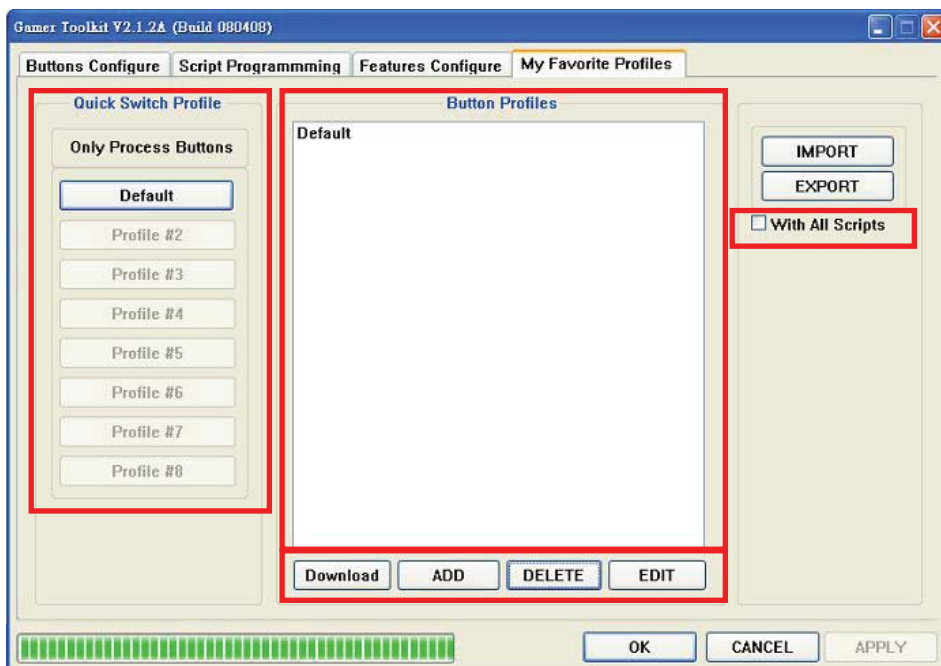 Gamer Toolkit V2.1.2A (Build 080408)
Buttons Configure Script Programmming Features Configure My Favorite Profiles
Quick Switch Profile
Only Process Buttons
Default
Profile #2
Profile #3
Profile #4
Profile #5
Profile #6
Profile #7
Profile #8
Button Profiles
Default
Download ADD DELETE EDIT
IMPORT
EXPORT
With All Scripts
OK CANCEL APPLY